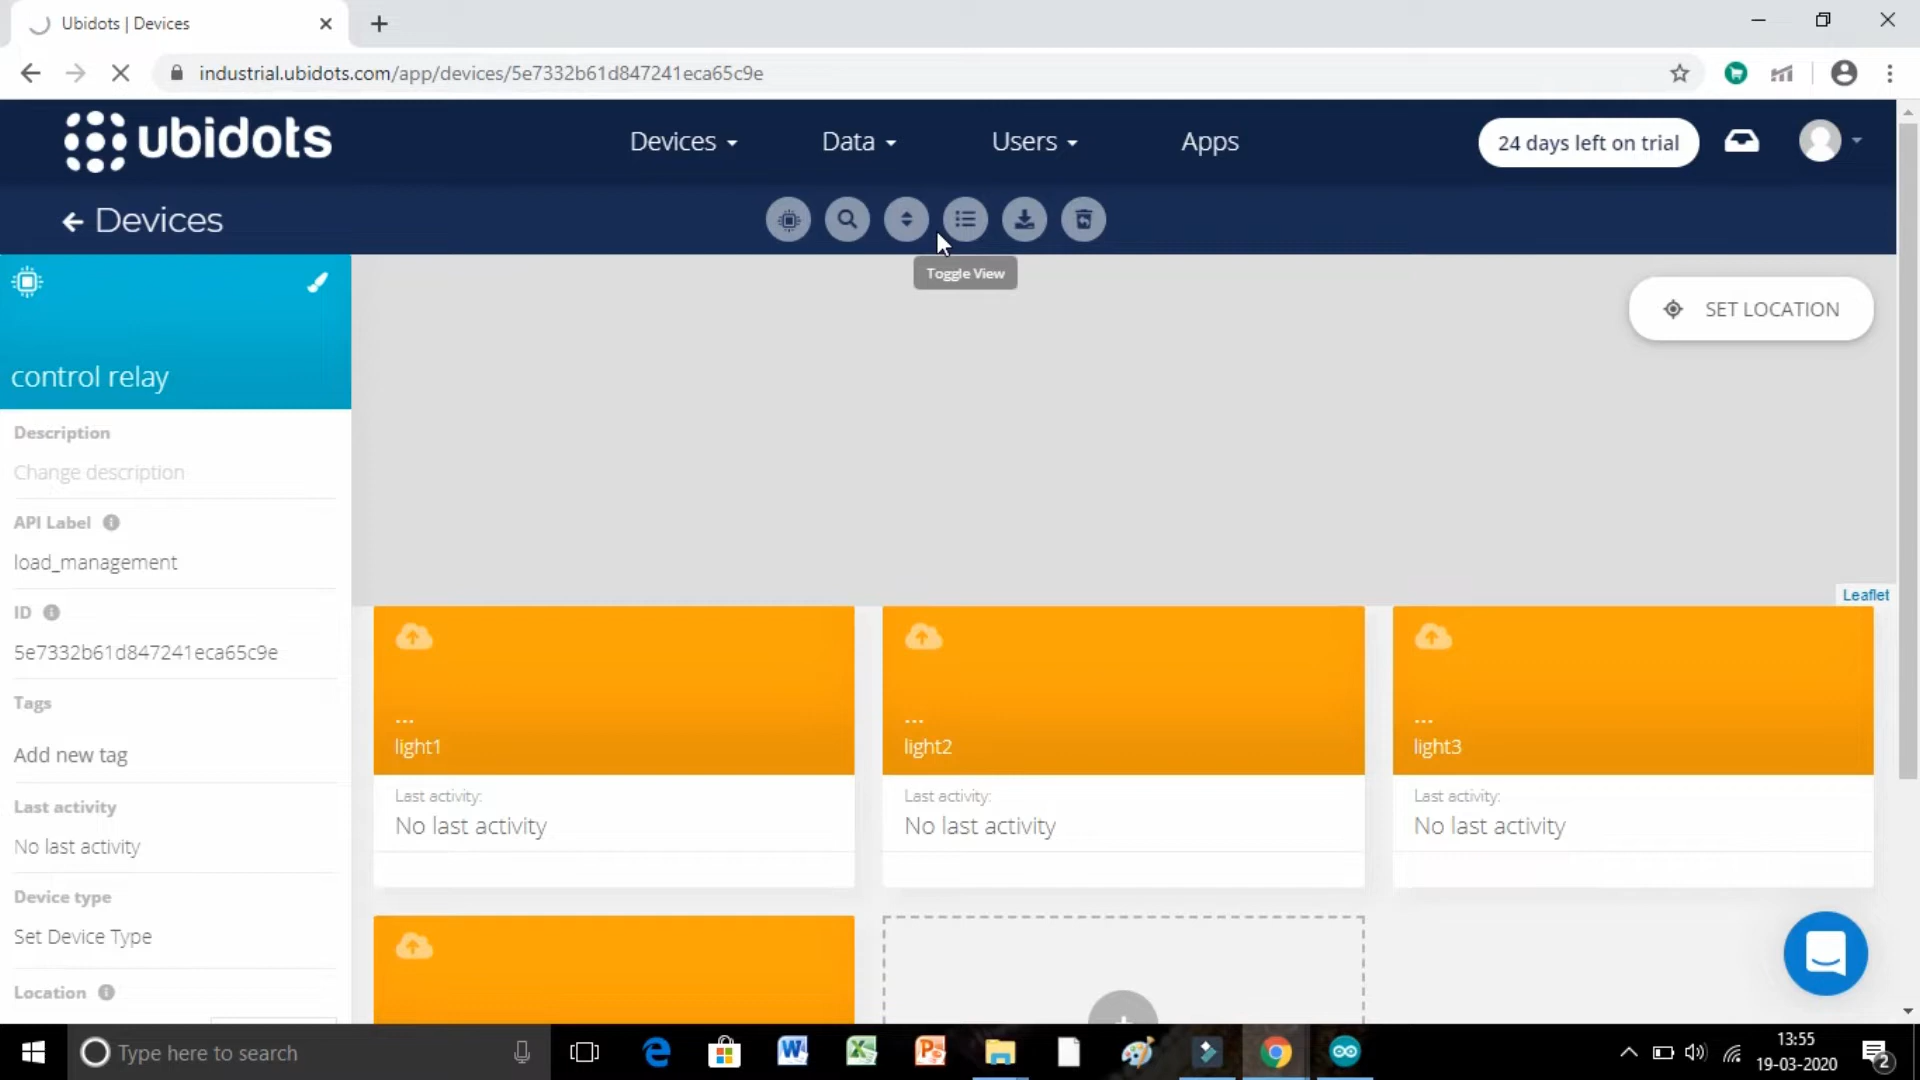 Ubidots | Devices
industrial.ubidots.com/app/devices/5e7332b61d847241eca65c9e
ubidots
Devices
Data
Users
Apps
24 days left on trial
Devices
Toggle View
SET LOCATION
control relay
Description
Change description
API Label
load_management
ID
5e7332b61d847241eca65c9e
Tags
Add new tag
Last activity
No last activity
Device type
Set Device Type
Location
Leaflet
...
light1
Last activity:
No last activity
...
light2
Last activity:
No last activity
...
light3
Last activity:
No last activity
Type here to search
13:55
19-03-2020
2